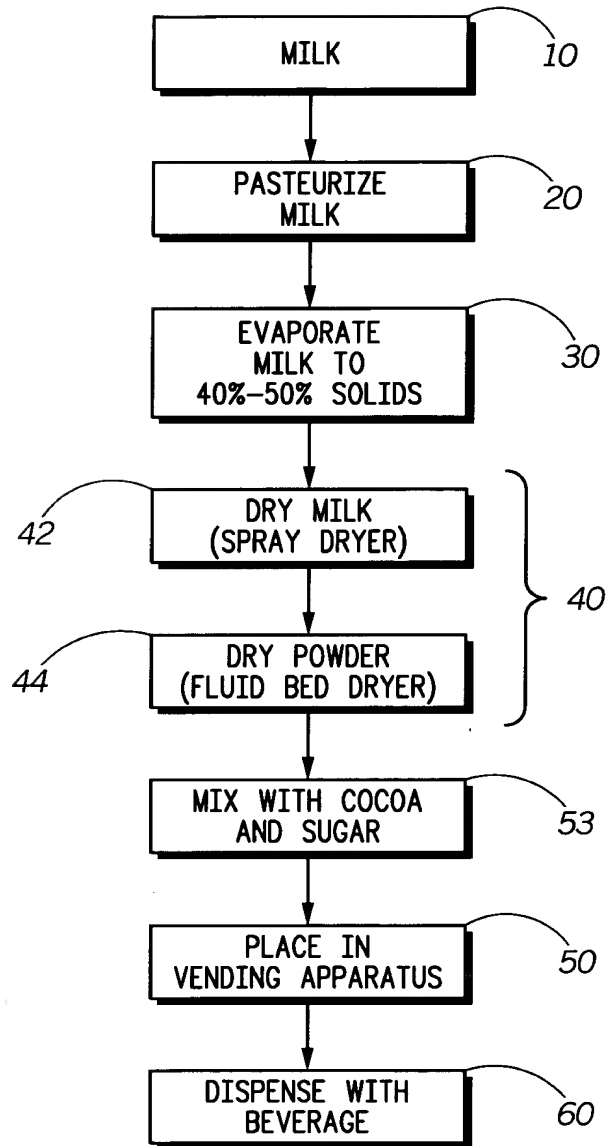 MILK
10
PASTEURIZE
MILK
20
EVAPORATE
MILK TO
40%-50% SOLIDS
30
42
DRY MILK
(SPRAY DRYER)
40
44
DRY POWDER
(FLUID BED DRYER)
MIX WITH COCOA
AND SUGAR
53
PLACE IN
VENDING APPARATUS
50
DISPENSE WITH
BEVERAGE
60